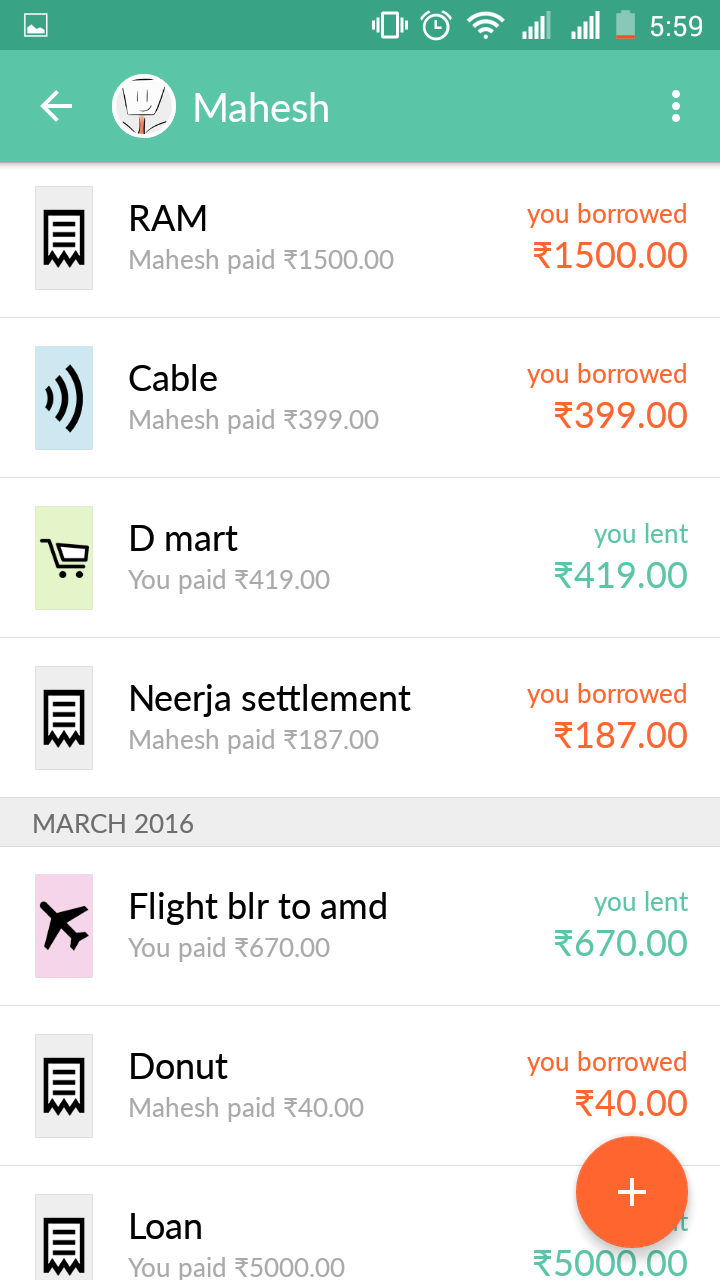 5:59
Mahesh
RAM
Mahesh paid ₹1500.00
you borrowed
₹1500.00
Cable
Mahesh paid ₹399.00
you borrowed
₹399.00
D mart
You paid ₹419.00
you lent
₹419.00
Neerja settlement
Mahesh paid ₹187.00
you borrowed
₹187.00
MARCH 2016
Flight blr to amd
You paid ₹670.00
you lent
₹670.00
Donut
Mahesh paid ₹40.00
you borrowed
₹40.00
Loan
You paid ₹5000.00
₹5000.00